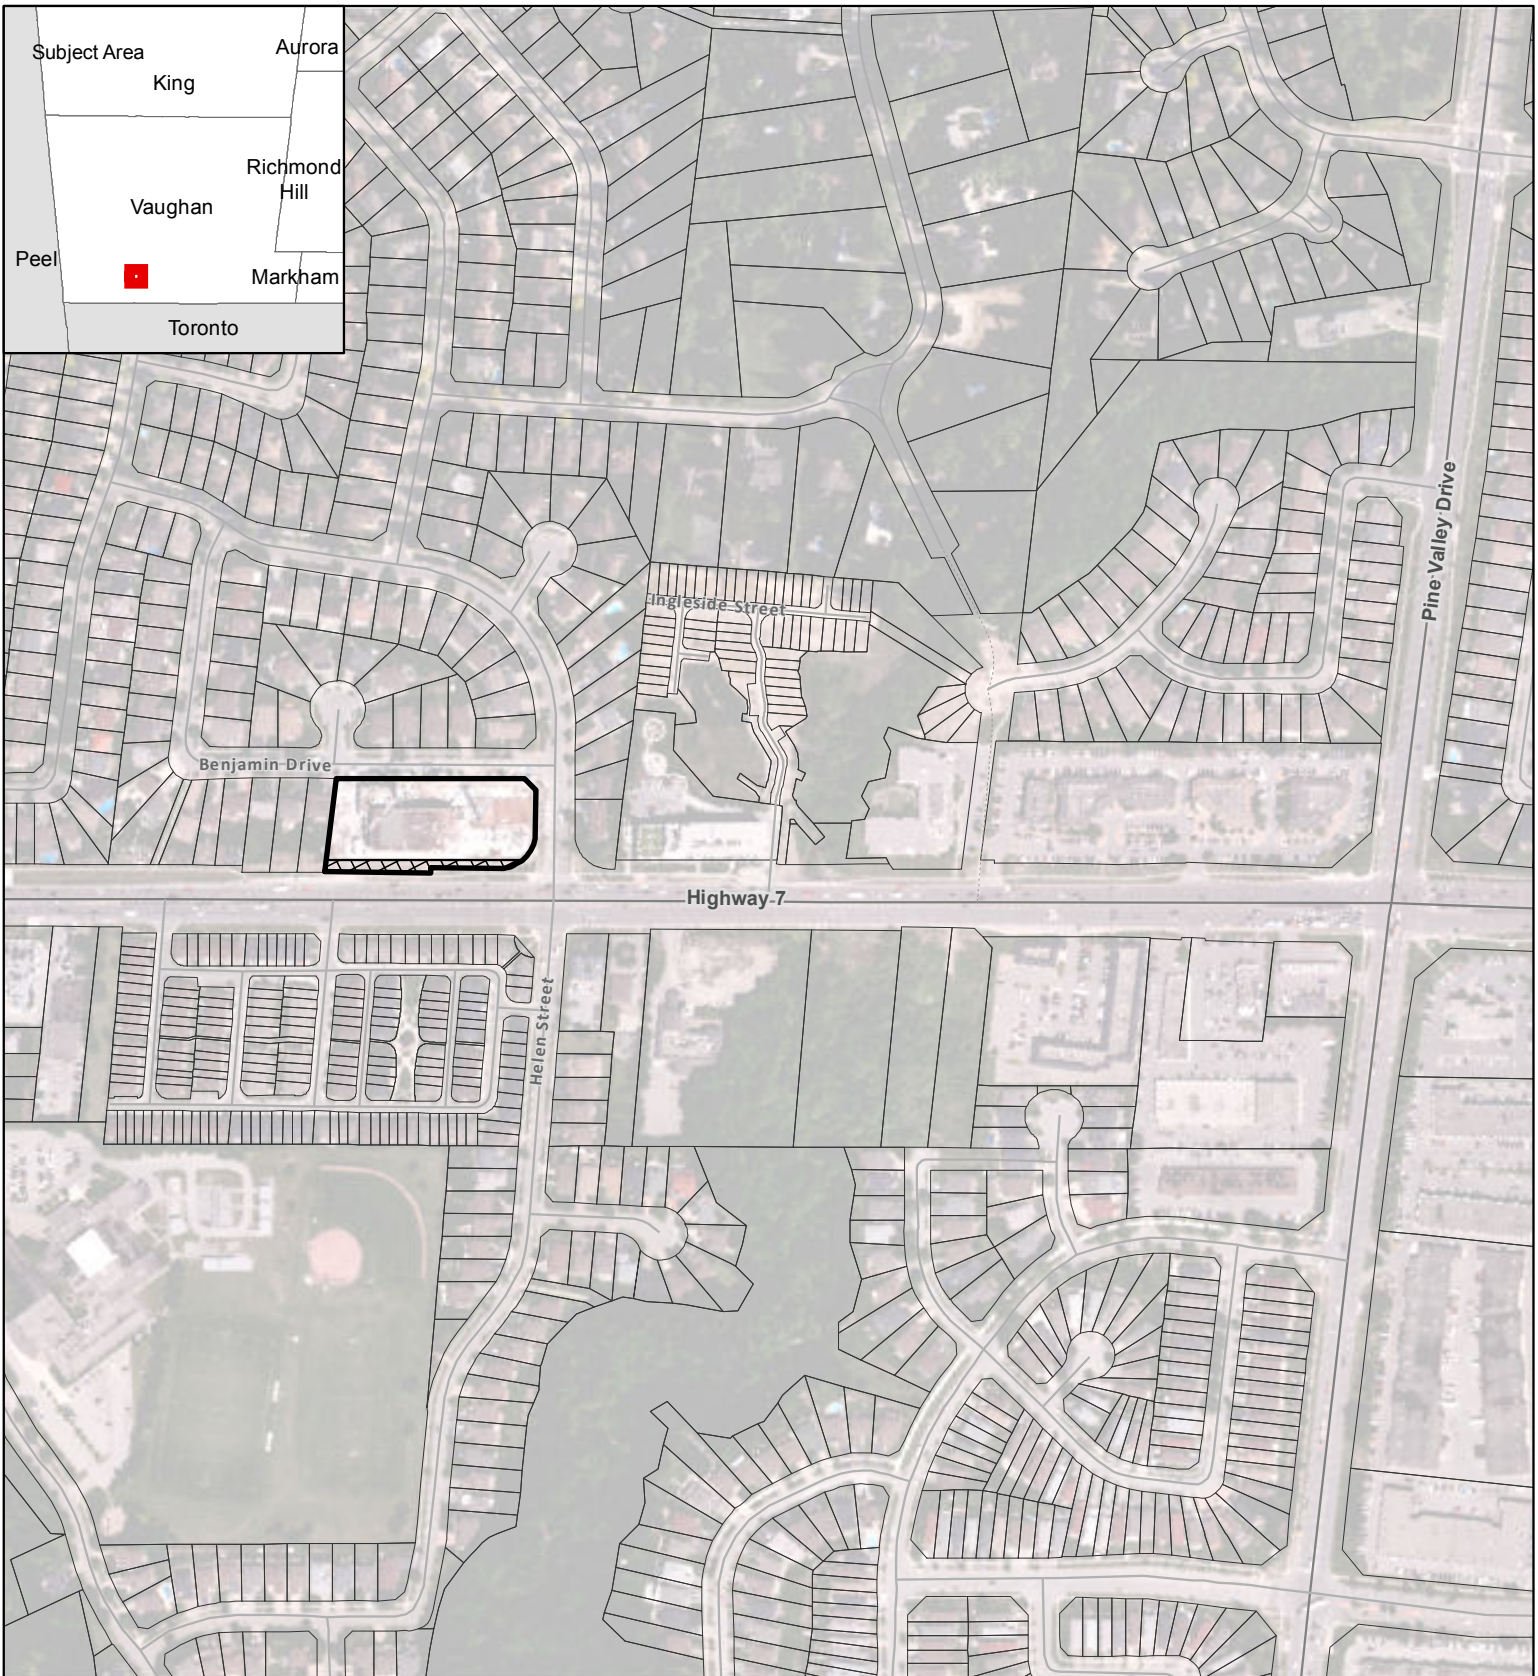 Subject Area
Aurora
King
Richmond
Hill
Vaughan
Peel
Markham
Toronto
Pine Valley Drive
Ingleside Street
Benjamin Drive
Highway 7
Helen Street